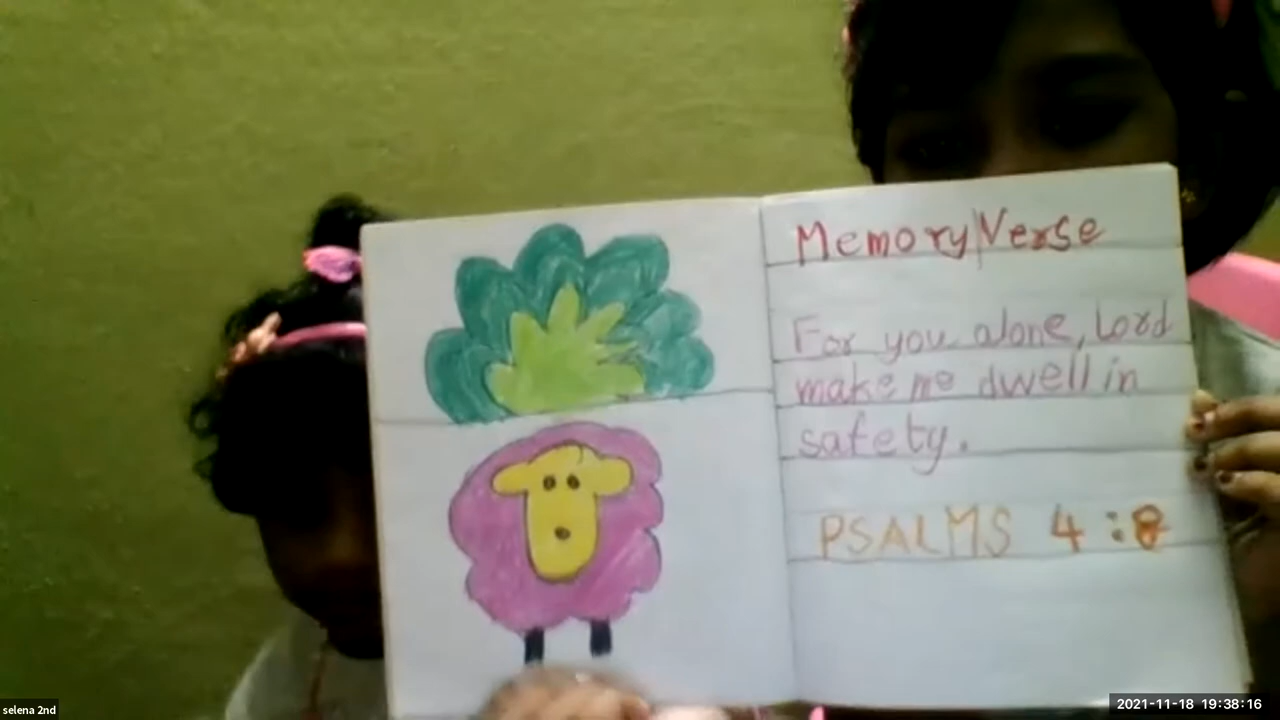 Memory Verse
For you alone, Lord
make me dwell in
safety.
PSALMS 4:8
selena 2nd
2021-11-18 19:38:16